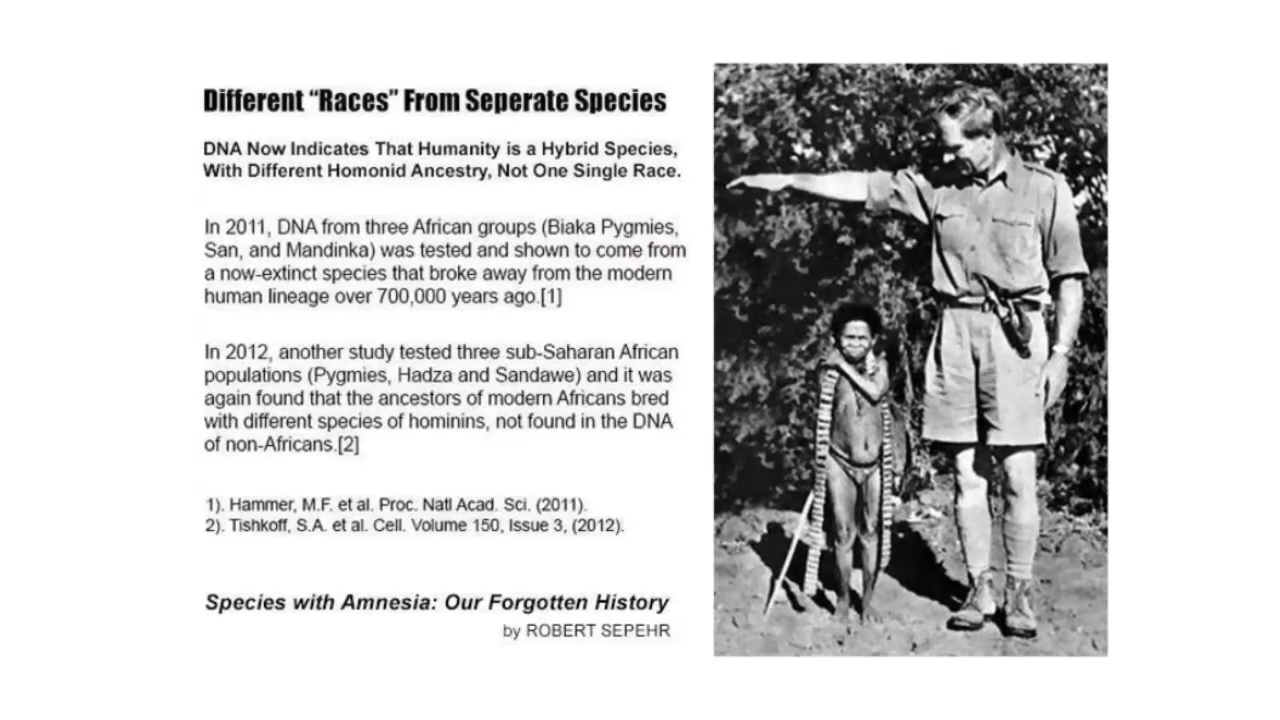 Different “Races” From Seperate Species
DNA Now Indicates That Humanity is a Hybrid Species,
With Different Homonid Ancestry, Not One Single Race.
In 2011, DNA from three African groups (Biaka Pygmies,
San, and Mandinka) was tested and shown to come from
a now-extinct species that broke away from the modern
human lineage over 700,000 years ago.[1]
In 2012, another study tested three sub-Saharan African
populations (Pygmies, Hadza and Sandawe) and it was
again found that the ancestors of modern Africans bred
with different species of hominins, not found in the DNA
of non-Africans.[2]
1). Hammer, M.F. et al. Proc. Natl Acad. Sci. (2011).
2). Tishkoff, S.A. et al. Cell. Volume 150, Issue 3, (2012).
Species with Amnesia: Our Forgotten History
by ROBERT SEPEHR